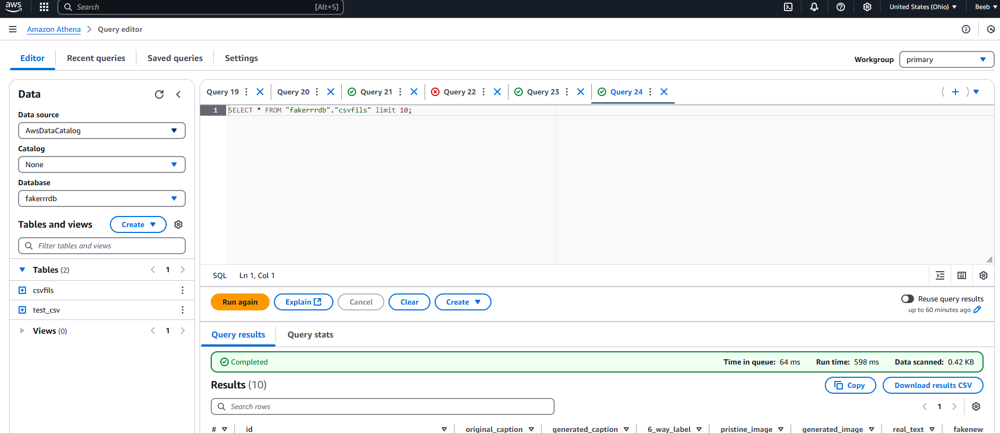 aws
Search
[Alt+S]
United States (Ohio)
Beeb
Amazon Athena
Query editor
Editor
Recent queries
Saved queries
Settings
Workgroup
primary
Data
Data source
AwsDataCatalog
Catalog
None
Database
fakerrrdb
Tables and views
Create
Filter tables and views
Tables (2)
1
csvfils
test_csv
Views (0)
1
Query 19
Query 20
Query 21
Query 22
Query 23
Query 24
1
SELECT * FROM "fakerrrdb"."csvfils" limit 10;
SQL
Ln 1, Col 1
Run again
Explain
Cancel
Clear
Create
Reuse query results
up to 60 minutes ago
Query results
Query stats
Completed
Time in queue: 64 ms
Run time: 598 ms
Data scanned: 0.42 KB
Results (10)
Copy
Download results CSV
Search rows
1
#
id
original_caption
generated_caption
6_way_label
pristine_image
generated_image
real_text
fakenew